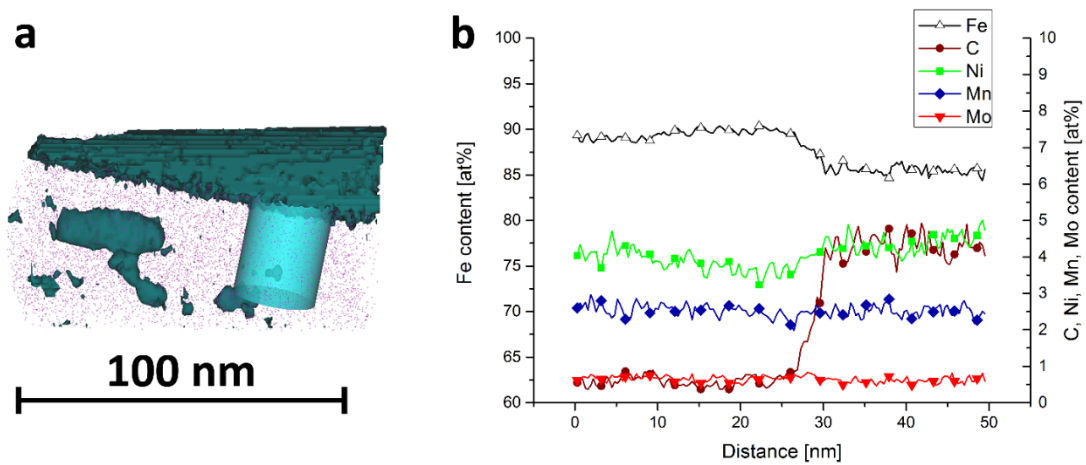 a
100 nm
b
Fe
C
Ni
Mn
Mo
100
95
90
85
80
75
70
65
60
Fe content [at%]
10
9
8
7
6
5
4
3
2
1
0
C, Ni, Mn, Mo content [at%]
0
10
20
30
40
50
Distance [nm]